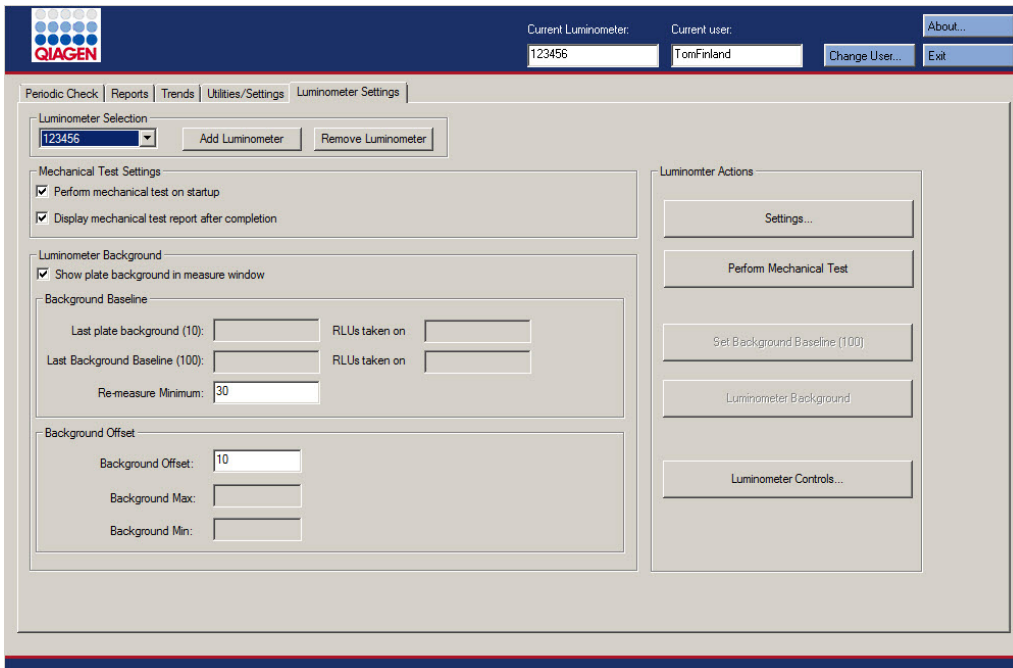 QIAGEN
Current Luminometer:
123456
Current user:
TomFinland
Change User...
About...
Exit
Periodic Check
Reports
Trends
Utilities/Settings
Luminometer Settings
Luminometer Selection
123456
Add Luminometer
Remove Luminometer
Mechanical Test Settings
Perform mechanical test on startup
Display mechanical test report after completion
Luminometer Background
Show plate background in measure window
Background Baseline
Last plate background (10):
RLUs taken on
Last Background Baseline (100):
RLUs taken on
Re-measure Minimum:
30
Background Offset
Background Offset:
10
Background Max:
Background Min:
Luminomter Actions
Settings...
Perform Mechanical Test
Set Background Baseline (100)
Luminometer Background
Luminometer Controls...